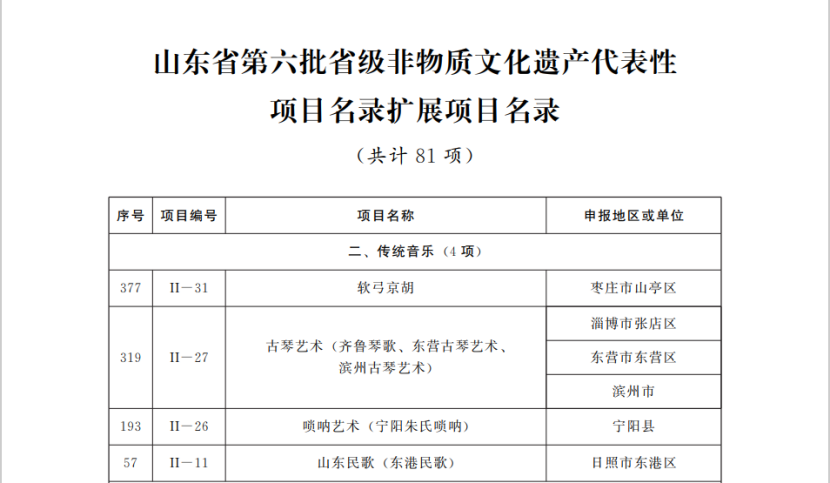 山东省第六批省级非物质文化遗产代表性
项目名录扩展项目名录
（共计 81 项）
序号 项目编号 项目名称 申报地区或单位
二、传统音乐（4 项）
377 II—31 软弓京胡 枣庄市山亭区
319 II—27 古琴艺术（齐鲁琴歌、东营古琴艺术、
滨州古琴艺术）
淄博市张店区
东营市东营区
滨州市
193 II—26 唢呐艺术（宁阳朱氏唢呐） 宁阳县
57 II—11 山东民歌（东港民歌） 日照市东港区